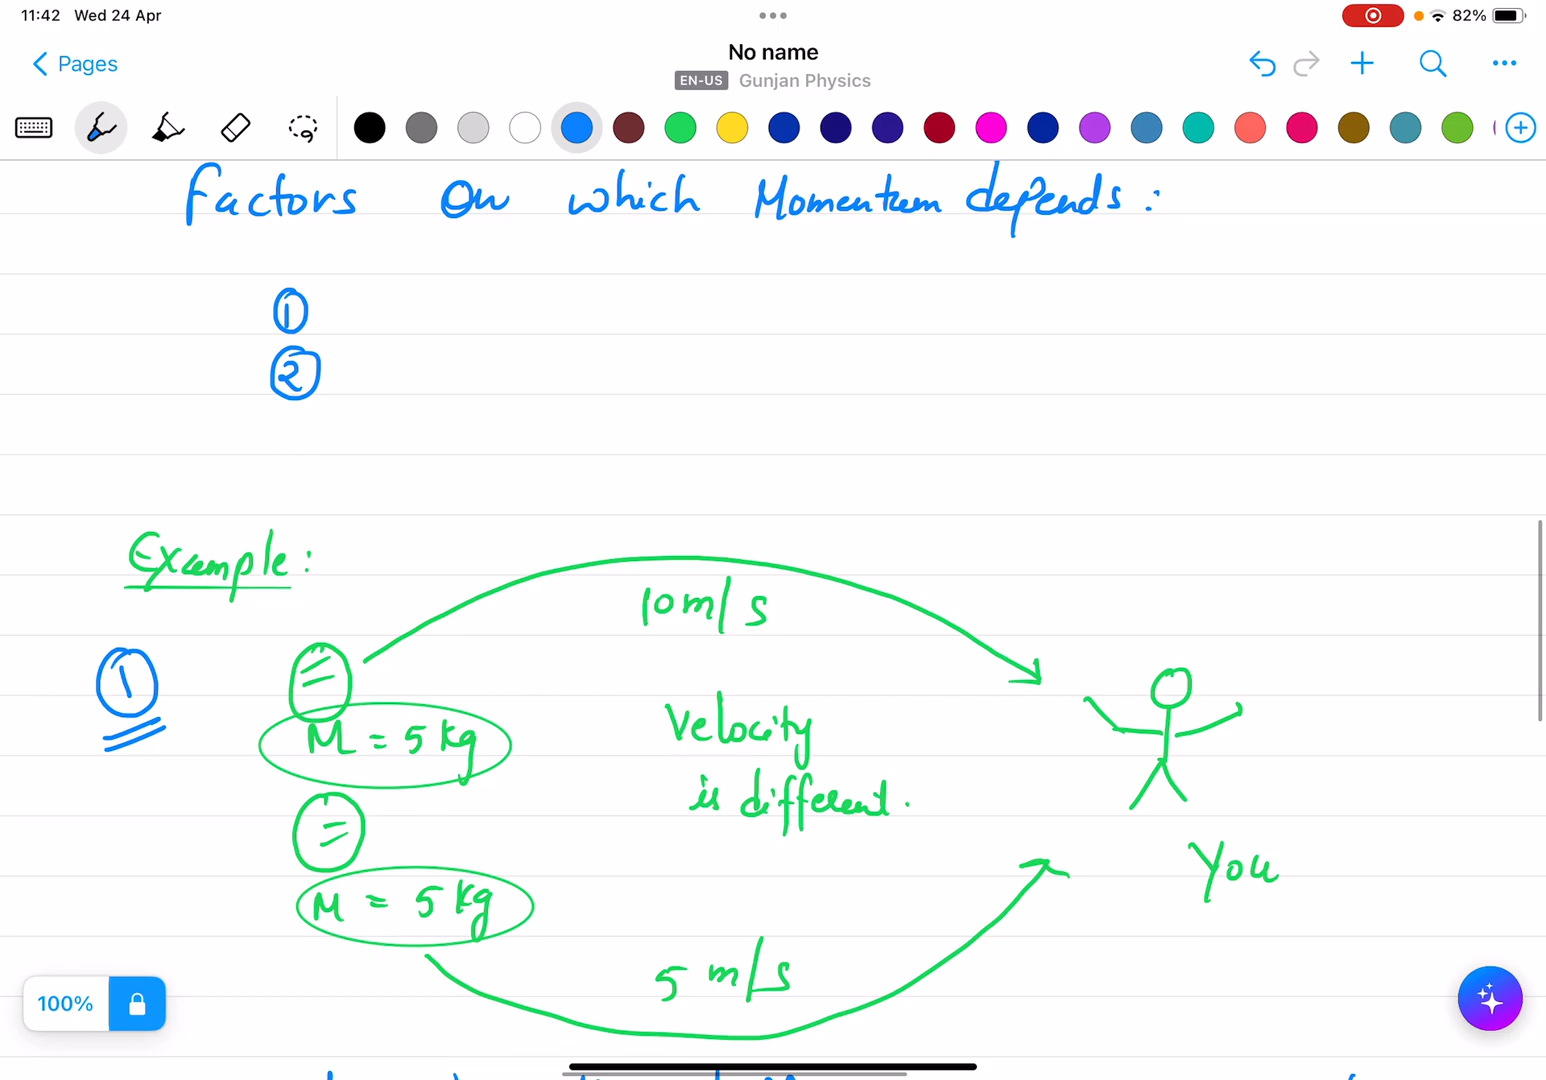 11:42 Wed 24 Apr
82%
Pages
No name
EN-US Gunjan Physics
Factors on which Momentum depends :
1
2
Example :
10 m/s
1
M = 5 kg
Velocity
is different.
M = 5 kg
You
5 m/s
100%